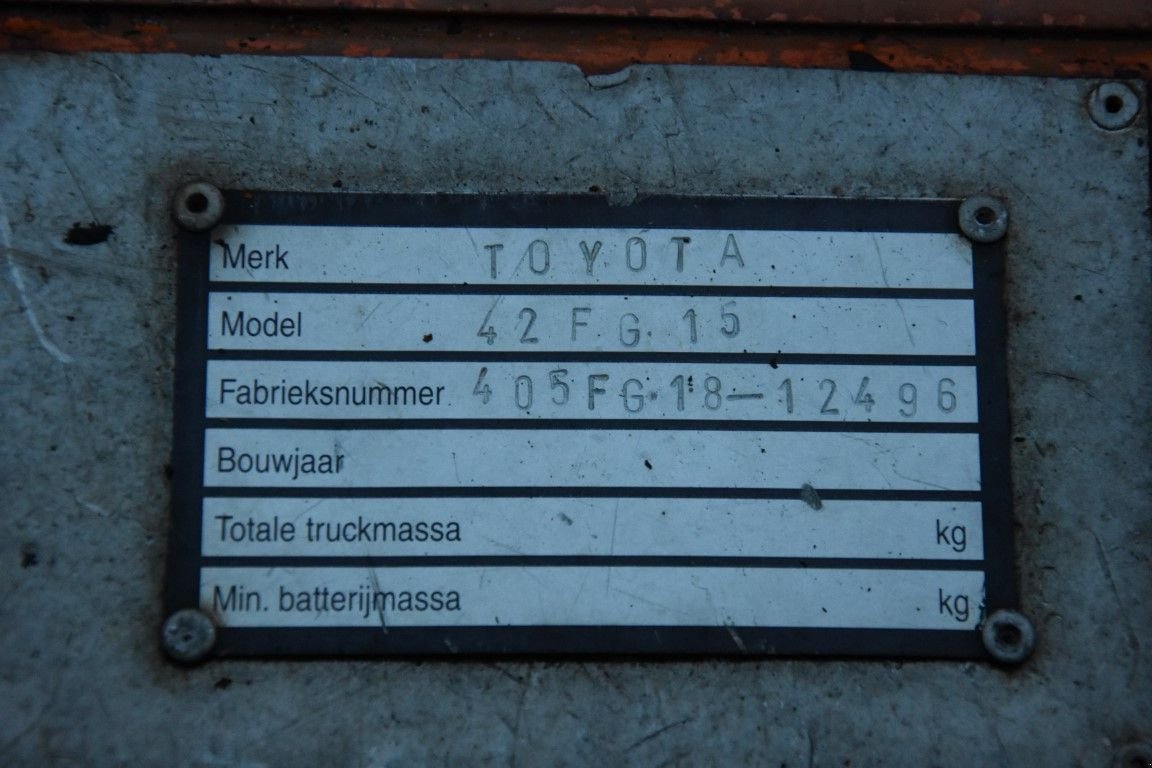 Merk TOYOTA
Model 42FG15
Fabrieksnummer 405FG18-12496
Bouwjaar
Totale truckmassa kg
Min. batterijmassa kg